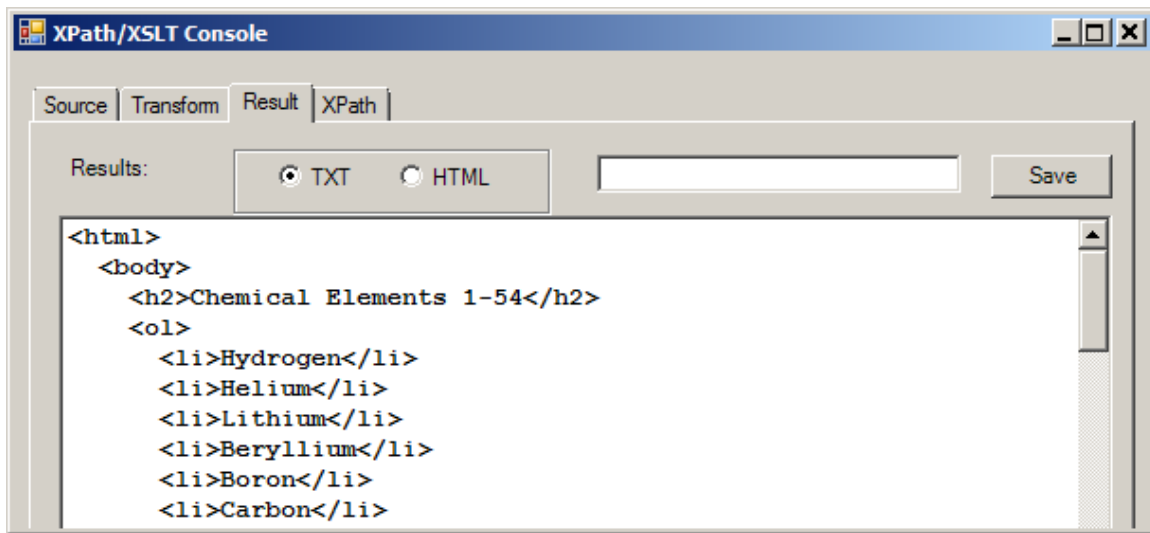 XPath/XSLT Console
Source Transform Result XPath
Results: TXT HTML Save
<html>
<body>
<h2>Chemical Elements 1-54</h2>
<ol>
<li>Hydrogen</li>
<li>Helium</li>
<li>Lithium</li>
<li>Beryllium</li>
<li>Boron</li>
<li>Carbon</li>